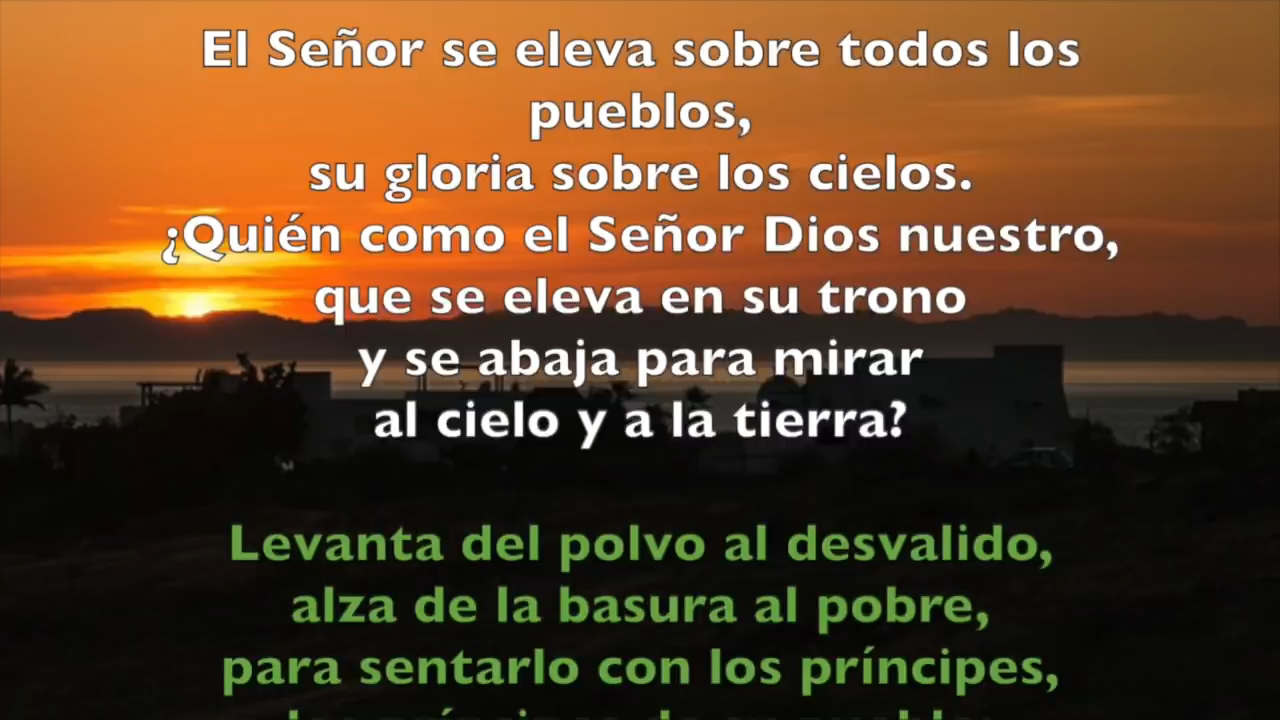 El Señor se eleva sobre todos los
pueblos,
su gloria sobre los cielos.
¿Quién como el Señor Dios nuestro,
que se eleva en su trono
y se abaja para mirar
al cielo y a la tierra?
Levanta del polvo al desvalido,
alza de la basura al pobre,
para sentarlo con los príncipes,